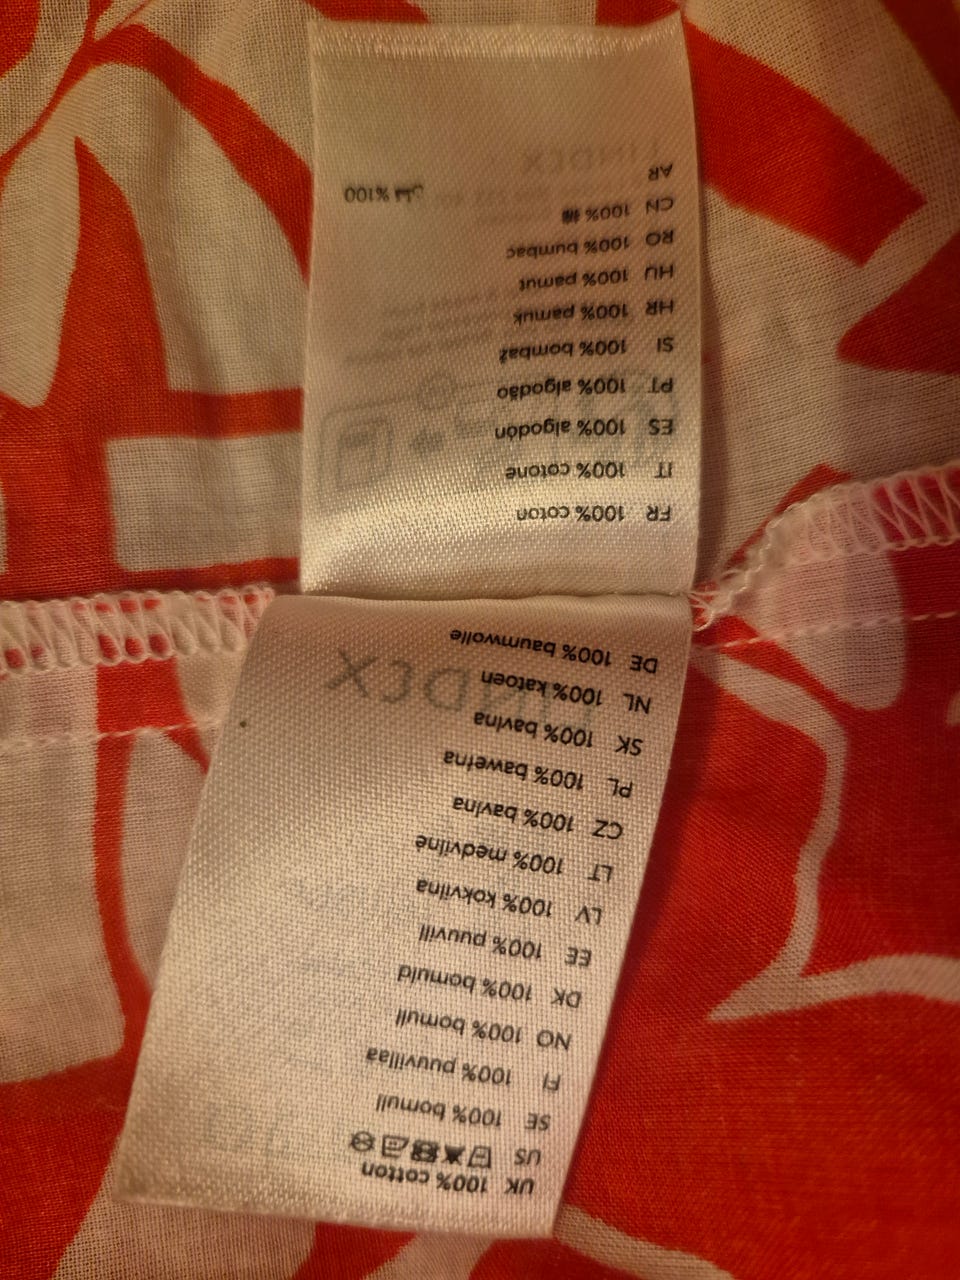 UK 100% cotton
US
SE 100% bomull
FI 100% puuvillaa
NO 100% bomull
DK 100% bomuld
EE 100% puuvill
LV 100% kokvilna
LT 100% medvilnė
CZ 100% bavlna
PL 100% bawełna
SK 100% bavlna
NL 100% katoen
DE 100% baumwolle
FR 100% coton
IT 100% cotone
ES 100% algodón
PT 100% algodão
SI 100% bombaž
HR 100% pamuk
HU 100% pamut
RO 100% bumbac
CN 100% 棉
AR %100
LINDEX
LINDEX